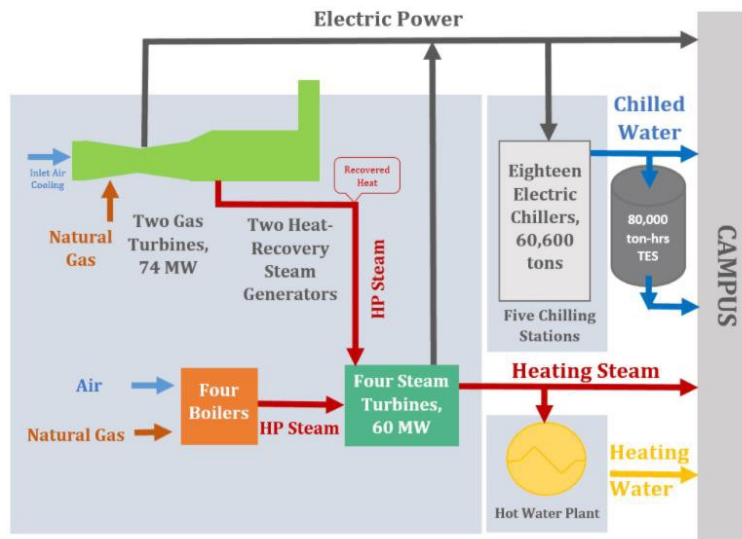 Electric Power
Inlet Air
Cooling
Natural
Gas
Two Gas
Turbines,
74 MW
Two Heat-
Recovery
Steam
Generators
Recovered
Heat
HP Steam
Air
Natural Gas
Four
Boilers
HP Steam
Four Steam
Turbines,
60 MW
Eighteen
Electric
Chillers,
60,600
tons
Five Chilling
Stations
Chilled
Water
80,000
ton-hrs
TES
Heating Steam
Hot Water Plant
Heating
Water
CAMPUS